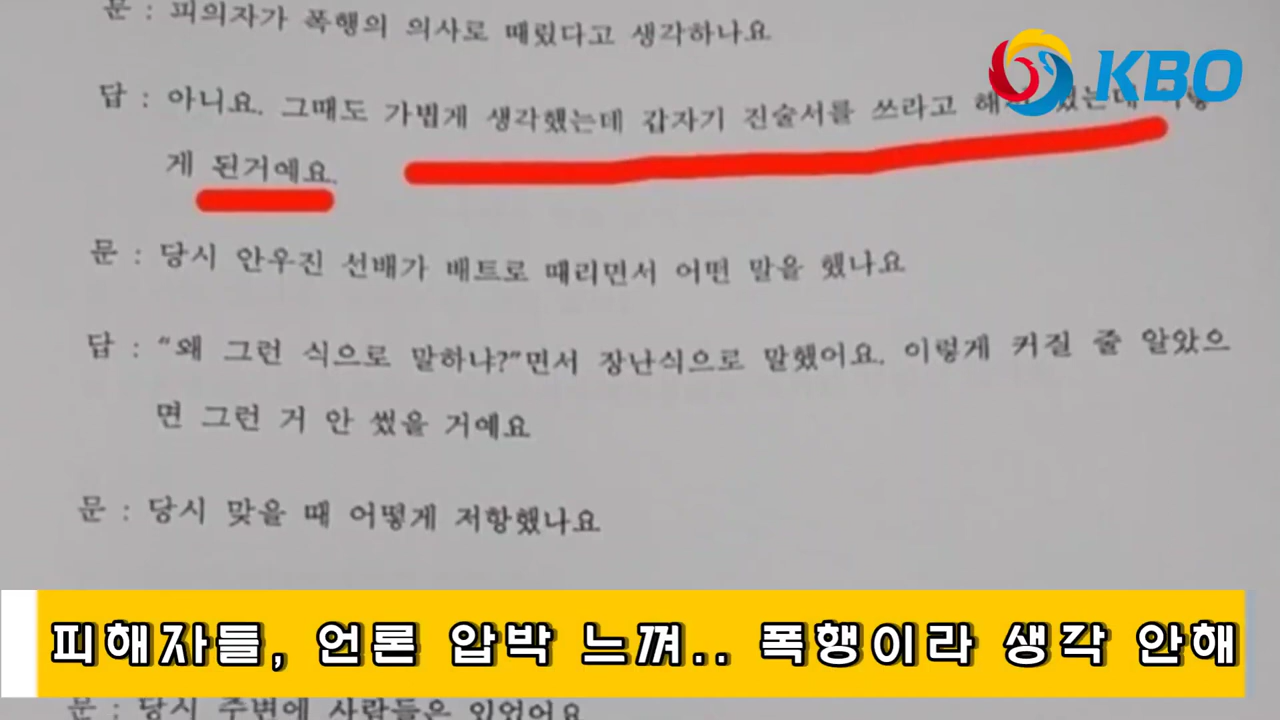 문 : 피의자가 폭행의 의사로 때렸다고 생각하나요
KBO
답 : 아니요. 그때도 가볍게 생각했는데 갑자기 진술서를 쓰라고
게 된거예요.
문 : 당시 안우진 선배가 배트로 때리면서 어떤 말을 했나요
답 : “왜 그런 식으로 말하냐?”면서 장난식으로 말했어요. 이렇게 커질 줄 알았으
면 그런 거 안 썼을 거예요
문 : 당시 맞을 때 어떻게 저항했나요
피해자들, 언론 압박 느껴.. 폭행이라 생각 안해
문 : 당시 주변에 사람들은 있었어요